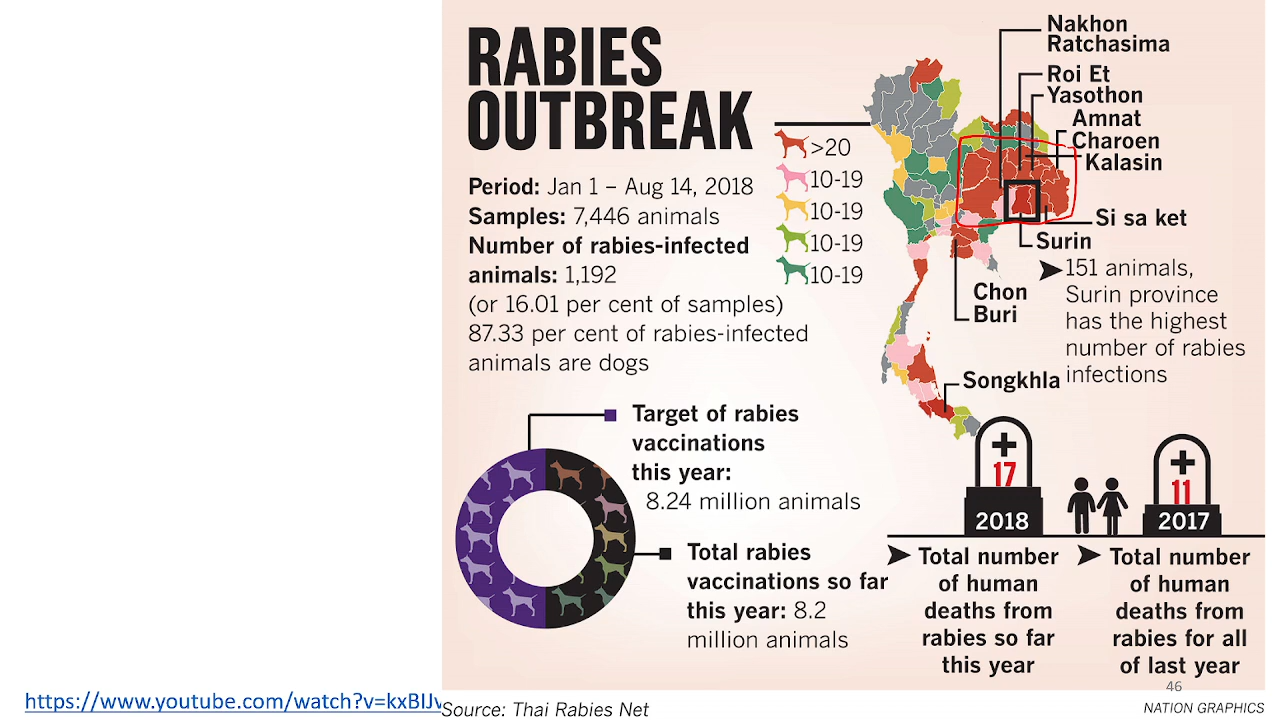 RABIES
OUTBREAK
Period: Jan 1 – Aug 14, 2018
Samples: 7,446 animals
Number of rabies-infected
animals: 1,192
(or 16.01 per cent of samples)
87.33 per cent of rabies-infected
animals are dogs
>20
10-19
10-19
10-19
10-19
Nakhon
Ratchasima
Roi Et
Yasothon
Amnat
Charoen
Kalasin
Si sa ket
Surin
151 animals,
Surin province
has the highest
number of rabies
infections
Chon
Buri
Songkhla
Target of rabies
vaccinations
this year:
8.24 million animals
Total rabies
vaccinations so far
this year: 8.2
million animals
17
2018
Total number
of human
deaths from
rabies so far
this year
11
2017
Total number
of human
deaths from
rabies for all
of last year
46
https://www.youtube.com/watch?v=kxBIJv
Source: Thai Rabies Net
NATION GRAPHICS